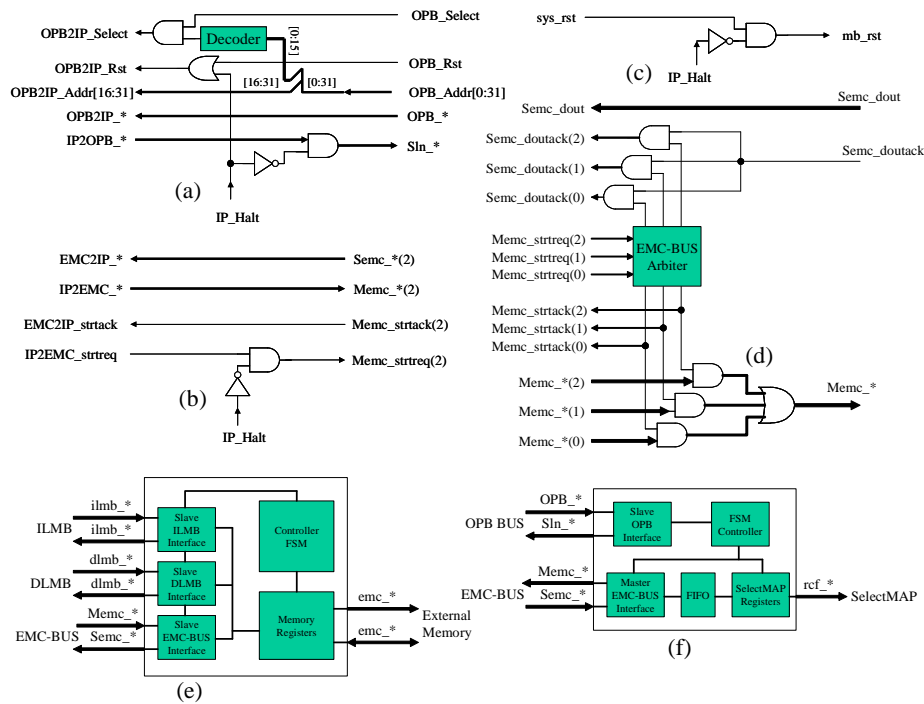 OPB_Select
OPB2IP_Select
Decoder
[0:15]
OPB2IP_Rst
OPB_Rst
[16:31]
[0:31]
OPB2IP_Addr[16:31]
OPB_Addr[0:31]
OPB2IP_*
OPB_*
IP2OPB_*
Sln_*
(a)
IP_Halt
EMC2IP_*
Semc_*(2)
IP2EMC_*
Memc_*(2)
EMC2IP_strtack
Memc_strtack(2)
IP2EMC_strtreq
Memc_strtreq(2)
(b)
IP_Halt
sys_rst
mb_rst
(c)
IP_Halt
Semc_dout
Semc_dout
Semc_doutack(2)
Semc_doutack
Semc_doutack(1)
Semc_doutack(0)
Memc_strtreq(2)
Memc_strtreq(1)
Memc_strtreq(0)
EMC-BUS
Arbiter
Memc_strtack(2)
Memc_strtack(1)
Memc_strtack(0)
(d)
Memc_*(2)
Memc_*
Memc_*(1)
Memc_*(0)
ilmb_*
ILMB
ilmb_*
Slave
ILMB
Interface
Controller
FSM
dlmb_*
DLMB
dlmb_*
Slave
DLMB
Interface
Memc_*
EMC-BUS
Semc_*
Slave
EMC-BUS
Interface
Memory
Registers
emc_*
External
Memory
emc_*
(e)
OPB_*
OPB BUS
Sln_*
Slave
OPB
Interface
FSM
Controller
Memc_*
EMC-BUS
Semc_*
Master
EMC-BUS
Interface
FIFO
SelectMAP
Registers
rcf_*
SelectMAP
(f)